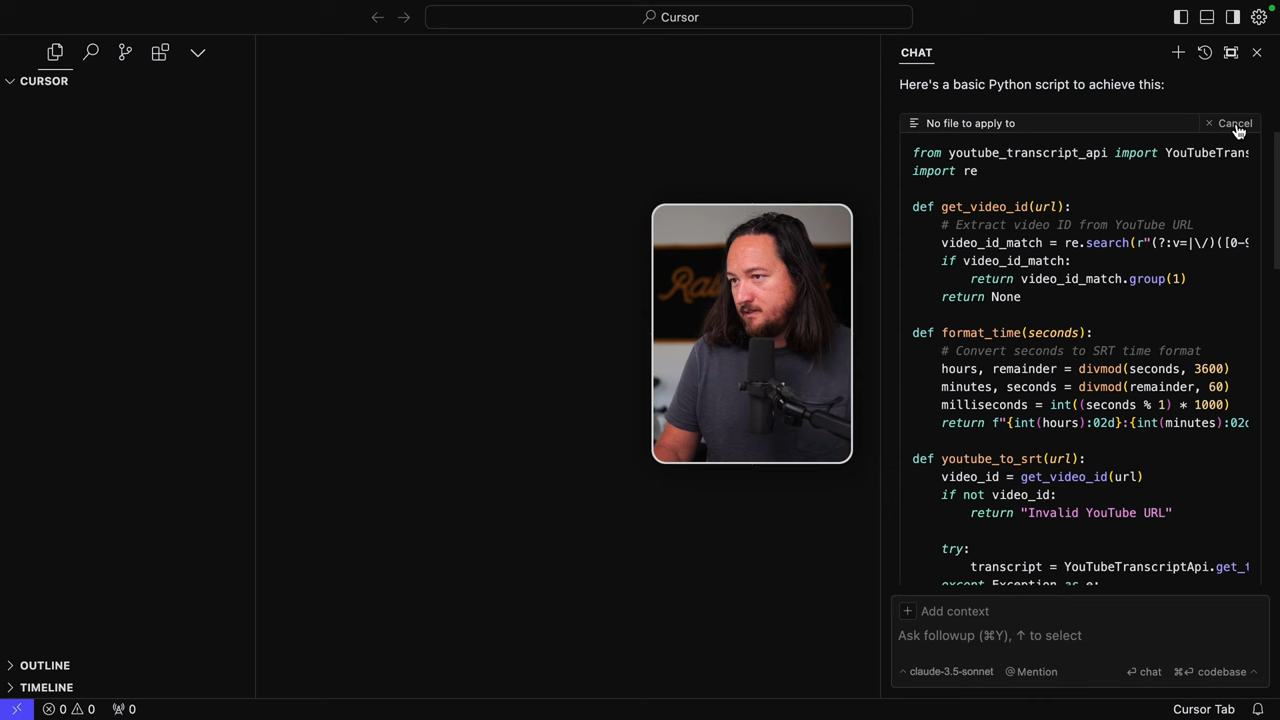 Cursor
CHAT
CURSOR
Here's a basic Python script to achieve this:
No file to apply to
Cancel
from youtube_transcript_api import YouTubeTrans
import re
def get_video_id(url):
# Extract video ID from YouTube URL
video_id_match = re.search(r"(?:v=|\/)([0-9
if video_id_match:
return video_id_match.group(1)
return None
def format_time(seconds):
# Convert seconds to SRT time format
hours, remainder = divmod(seconds, 3600)
minutes, seconds = divmod(remainder, 60)
milliseconds = int((seconds % 1) * 1000)
return f"{int(hours):02d}:{int(minutes):02d
def youtube_to_srt(url):
video_id = get_video_id(url)
if not video_id:
return "Invalid YouTube URL"
try:
transcript = YouTubeTranscriptApi.get_t
except Exception as e:
Add context
Ask followup (⌘Y), ↑ to select
claude-3.5-sonnet @Mention ↵ chat ⌘↵ codebase
OUTLINE
TIMELINE
0 0 0
Cursor Tab